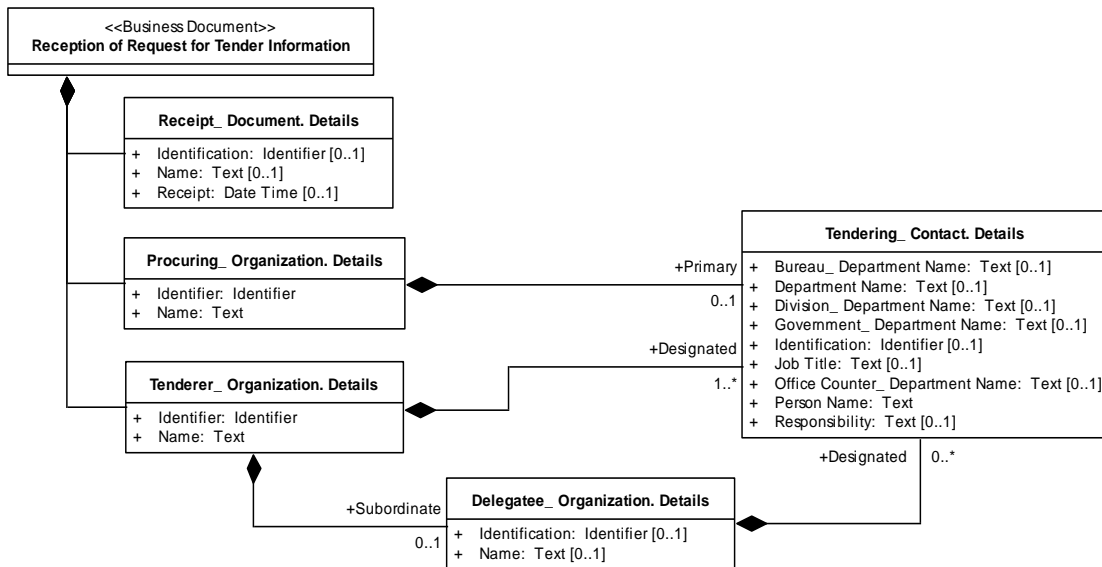 <<Business Document>>
Reception of Request for Tender Information
Receipt_ Document. Details
+ Identification: Identifier [0..1]
+ Name: Text [0..1]
+ Receipt: Date Time [0..1]
Procuring_ Organization. Details
+ Identifier: Identifier
+ Name: Text
+Primary
0..1
Tendering_ Contact. Details
+ Bureau_ Department Name: Text [0..1]
+ Department Name: Text [0..1]
+ Division_ Department Name: Text [0..1]
+ Government_ Department Name: Text [0..1]
+ Identification: Identifier [0..1]
+ Job Title: Text [0..1]
+ Office Counter_ Department Name: Text [0..1]
+ Person Name: Text
+ Responsibility: Text [0..1]
Tenderer_ Organization. Details
+ Identifier: Identifier
+ Name: Text
+Designated
1..*
+Designated
0..*
+Subordinate
0..1
Delegatee_ Organization. Details
+ Identification: Identifier [0..1]
+ Name: Text [0..1]